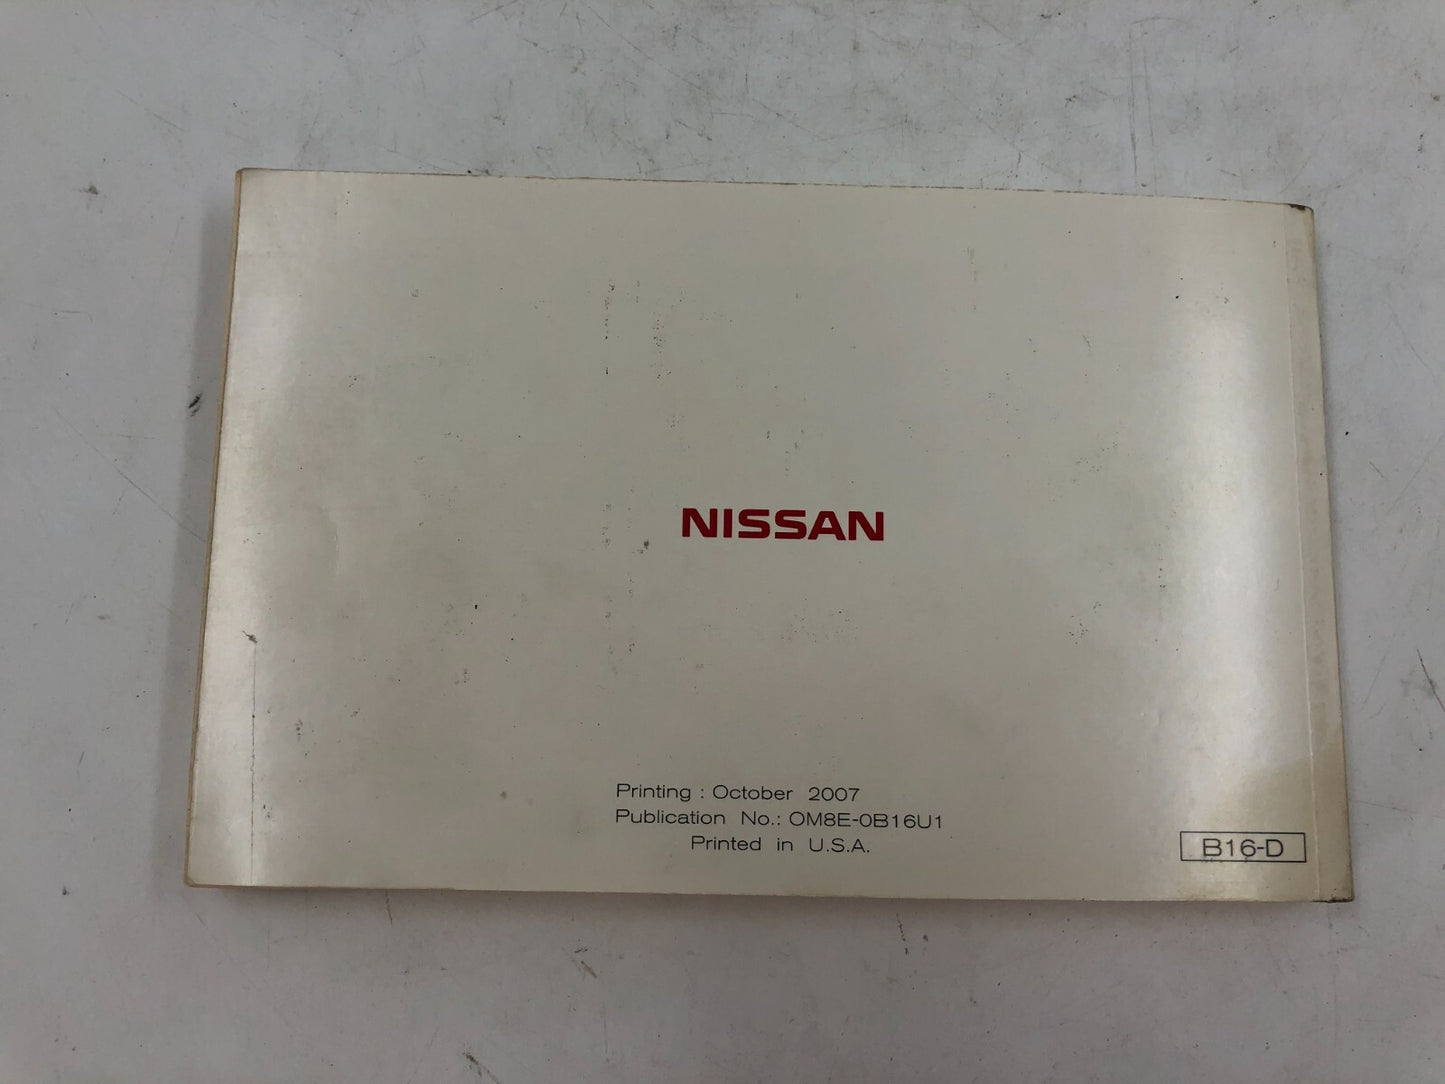 NISSAN
Printing : October 2007
Publication No.: OM8E-0B16U1
Printed in U.S.A.
B16-D